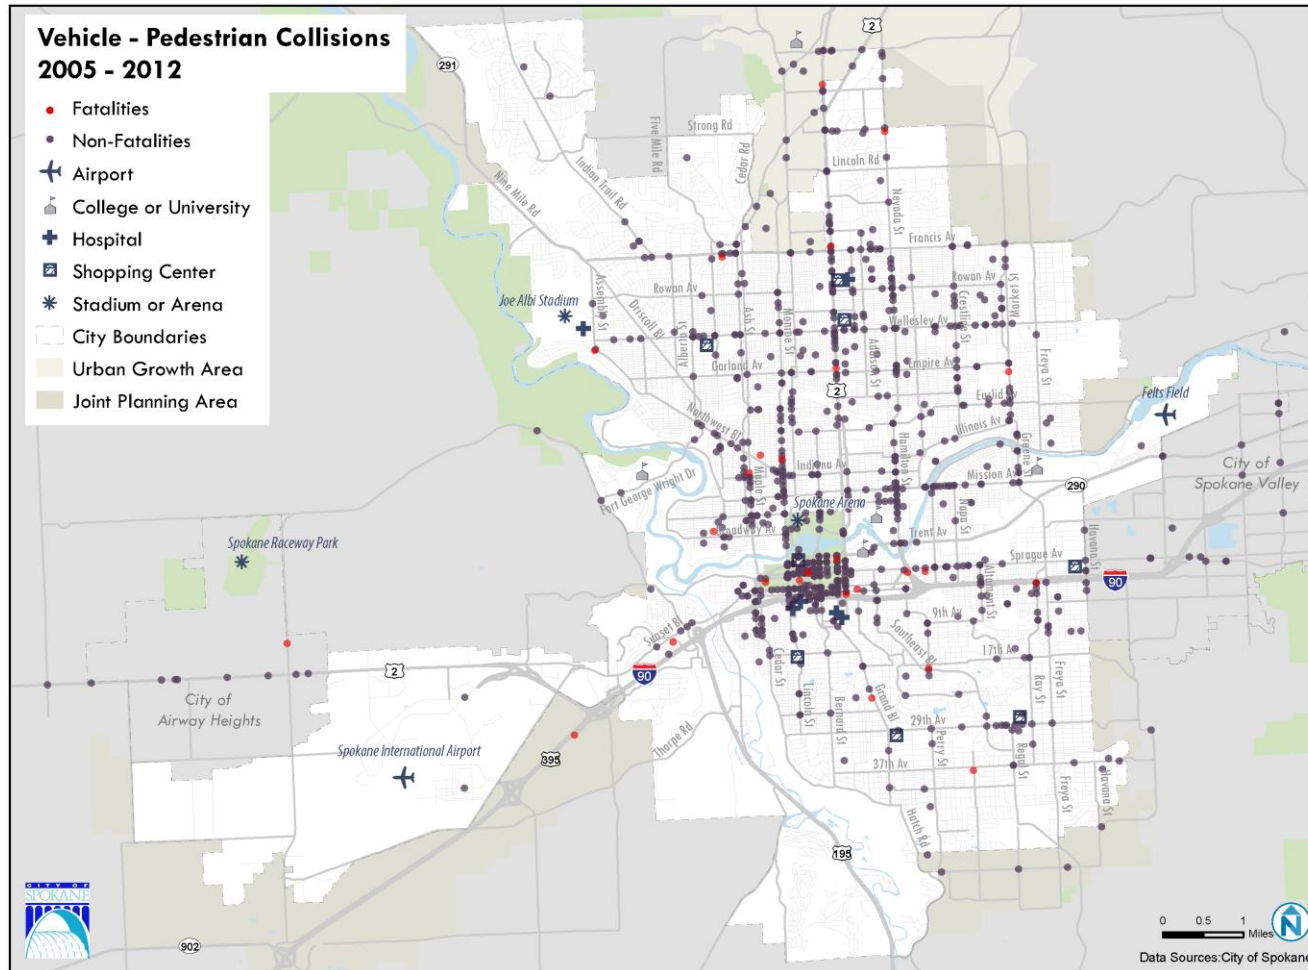 Vehicle - Pedestrian Collisions
2005 - 2012
Fatalities
Non-Fatalities
Airport
College or University
Hospital
Shopping Center
Stadium or Arena
City Boundaries
Urban Growth Area
Joint Planning Area
2
291
Strong Rd
Five Mile Rd
Cedar Rd
Indian Trail Rd
Lincoln Rd
Nine Mile Rd
Nevada St
Francis Av
Rowan Av
Rowan Av
Assembly St
Driscoll Bl
Joe Albi Stadium
Alberta St
Ash St
Monroe St
Wellesley Av
Crestline St
Market St
Garland Av
Addison St
Empire Av
Freya St
2
Euclid Av
Felts Field
Northwest Bl
Illinois Av
Hamilton St
Greene St
Indiana Av
Maple St
Mission Av
290
City of
Spokane Valley
Fort George Wright Dr
Spokane Arena
Napa St
Broadway Av
Trent Av
Havana St
Spokane Raceway Park
Sprague Av
90
Altamont St
9th Av
Sunset Bl
Southeast Bl
17th A
Cedar St
90
2
Lincoln St
Grand Bl
Ray St
Freya St
City of
Airway Heights
Bernard St
29th Av
Thorpe Rd
Perry St
Regal St
Spokane International Airport
395
37th Av
Freya St
Havana St
Hatch Rd
195
CITY OF
SPOKANE
902
0 0.5 1
Miles
N
Data Sources:City of Spokane